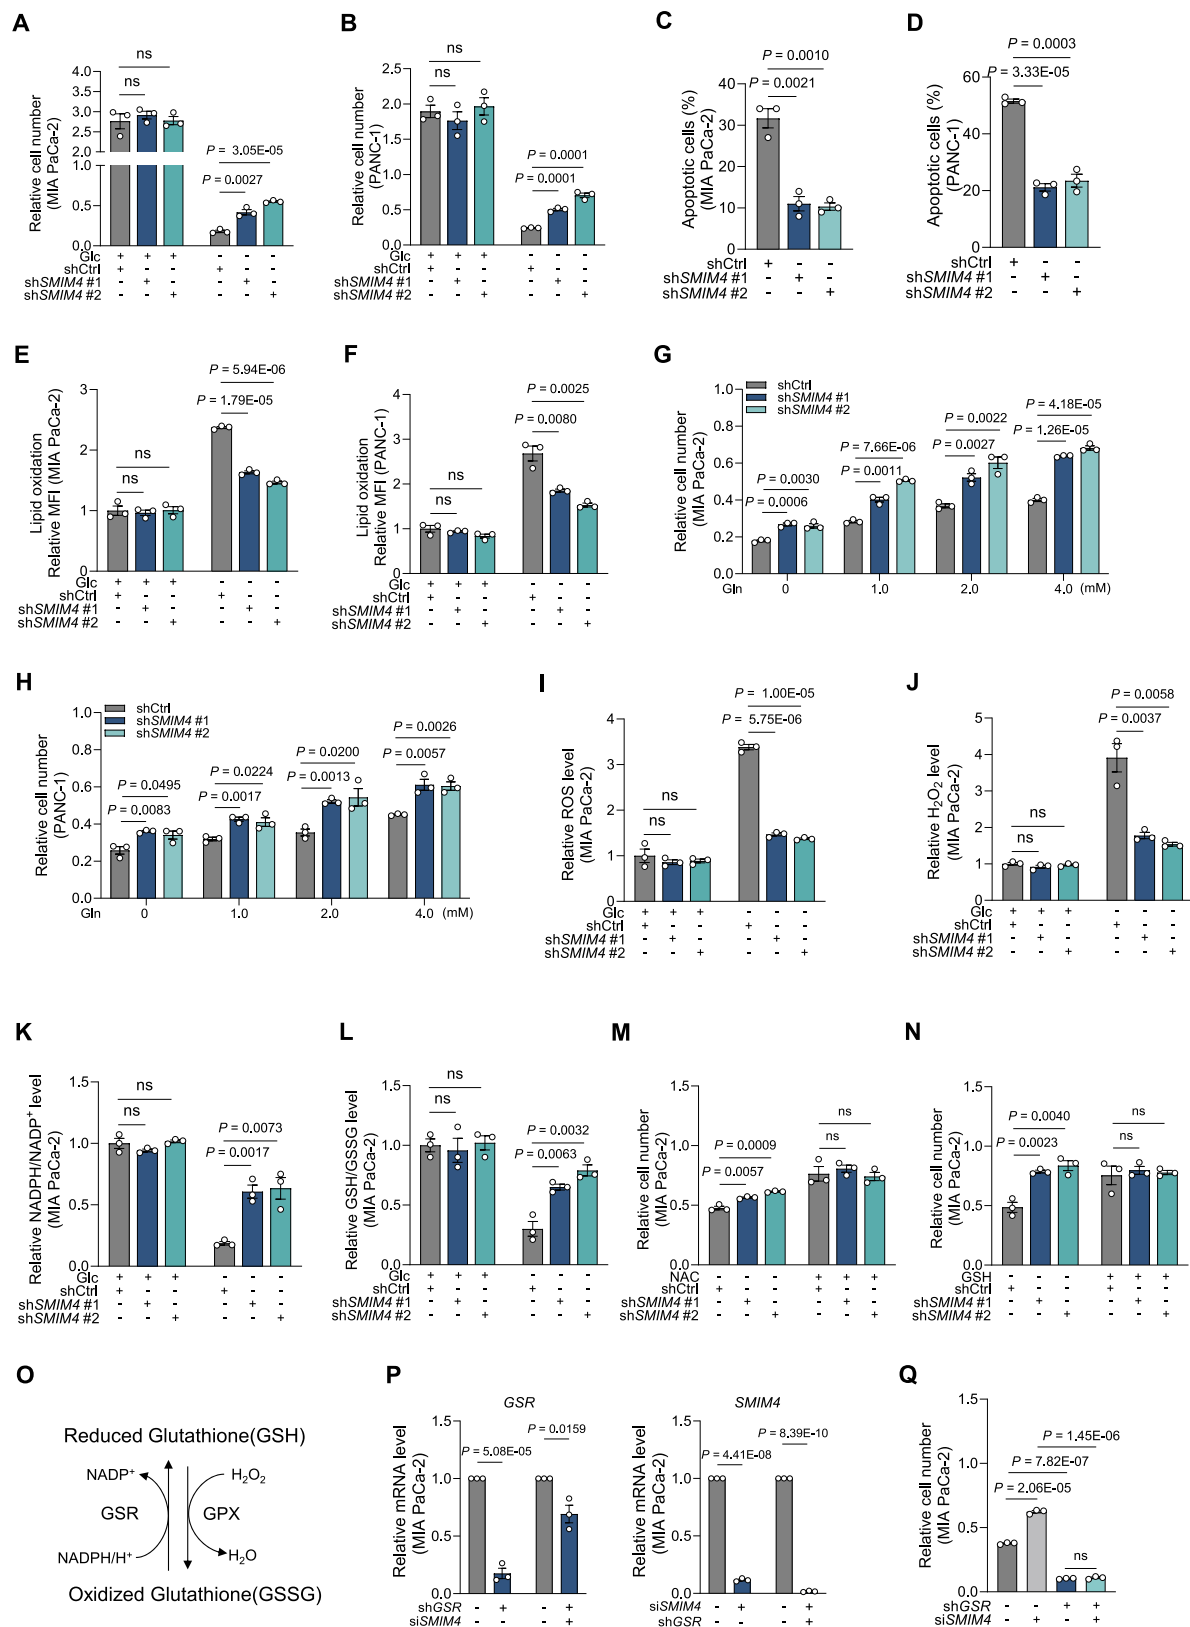 A
Relative cell number
(MIA PaCa-2)
4.0
3.5
3.0
2.5
2.0
1.0
0.5
0.0
ns
ns
P = 3.05E-05
P = 0.0027
Glc + + + - - -
shCtrl + - - + - -
shSMIM4 #1 - + - - + -
shSMIM4 #2 - - + - - +
B
Relative cell number
(PANC-1)
2.5
2.0
1.5
1.0
0.5
0.0
ns
ns
P = 0.0001
P = 0.0001
Glc + + + - - -
shCtrl + - - + - -
shSMIM4 #1 - + - - + -
shSMIM4 #2 - - + - - +
C
Apoptotic cells (%)
(MIA PaCa-2)
40
30
20
10
0
P = 0.0010
P = 0.0021
shCtrl + - -
shSMIM4 #1 - + -
shSMIM4 #2 - - +
D
Apoptotic cells (%)
(PANC-1)
60
40
20
0
P = 0.0003
P = 3.33E-05
shCtrl + - -
shSMIM4 #1 - + -
shSMIM4 #2 - - +
E
Lipid oxidation
Relative MFI (MIA PaCa-2)
3
2
1
0
ns
ns
P = 5.94E-06
P = 1.79E-05
Glc + + + - - -
shCtrl + - - + - -
shSMIM4 #1 - + - - + -
shSMIM4 #2 - - + - - +
F
Lipid oxidation
Relative MFI (PANC-1)
4
3
2
1
0
ns
ns
P = 0.0025
P = 0.0080
Glc + + + - - -
shCtrl + - - + - -
shSMIM4 #1 - + - - + -
shSMIM4 #2 - - + - - +
G
Relative cell number
(MIA PaCa-2)
1.0
0.8
0.6
0.4
0.2
0.0
shCtrl
shSMIM4 #1
shSMIM4 #2
P = 0.0030
P = 0.0006
P = 7.66E-06
P = 0.0011
P = 0.0022
P = 0.0027
P = 4.18E-05
P = 1.26E-05
Gln 0 1.0 2.0 4.0 (mM)
H
Relative cell number
(PANC-1)
1.0
0.8
0.6
0.4
0.2
0.0
shCtrl
shSMIM4 #1
shSMIM4 #2
P = 0.0495
P = 0.0083
P = 0.0224
P = 0.0017
P = 0.0200
P = 0.0013
P = 0.0026
P = 0.0057
Gln 0 1.0 2.0 4.0 (mM)
I
Relative ROS level
(MIA PaCa-2)
4
3
2
1
0
ns
ns
P = 1.00E-05
P = 5.75E-06
Glc + + + - - -
shCtrl + - - + - -
shSMIM4 #1 - + - - + -
shSMIM4 #2 - - + - - +
J
Relative H₂O₂ level
(MIA PaCa-2)
5
4
3
2
1
0
ns
ns
P = 0.0058
P = 0.0037
Glc + + + - - -
shCtrl + - - + - -
shSMIM4 #1 - + - - + -
shSMIM4 #2 - - + - - +
K
Relative NADPH/NADP⁺ level
(MIA PaCa-2)
1.5
1.0
0.5
0.0
ns
ns
P = 0.0073
P = 0.0017
Glc + + + - - -
shCtrl + - - + - -
shSMIM4 #1 - + - - + -
shSMIM4 #2 - - + - - +
L
Relative GSH/GSSG level
(MIA PaCa-2)
1.5
1.0
0.5
0.0
ns
ns
P = 0.0032
P = 0.0063
Glc + + + - - -
shCtrl + - - + - -
shSMIM4 #1 - + - - + -
shSMIM4 #2 - - + - - +
M
Relative cell number
(MIA PaCa-2)
1.5
1.0
0.5
0.0
P = 0.0009
P = 0.0057
ns
ns
NAC - - - + + +
shCtrl + - - + - -
shSMIM4 #1 - + - - + -
shSMIM4 #2 - - + - - +
N
Relative cell number
(MIA PaCa-2)
1.5
1.0
0.5
0.0
P = 0.0040
P = 0.0023
ns
ns
GSH - - - + + +
shCtrl + - - + - -
shSMIM4 #1 - + - - + -
shSMIM4 #2 - - + - - +
O
Reduced Glutathione(GSH)
NADP⁺
H₂O₂
GSR
GPX
NADPH/H⁺
H₂O
Oxidized Glutathione(GSSG)
P
GSR
Relative mRNA level
(MIA PaCa-2)
1.5
1.0
0.5
0.0
P = 5.08E-05
P = 0.0159
shGSR - + - +
siSMIM4 - - - +
SMIM4
Relative mRNA level
(MIA PaCa-2)
1.5
1.0
0.5
0.0
P = 4.41E-08
P = 8.39E-10
siSMIM4 - + - +
shGSR - - - +
Q
Relative cell number
(MIA PaCa-2)
1.5
1.0
0.5
0.0
P = 1.45E-06
P = 7.82E-07
P = 2.06E-05
ns
shGSR - - + +
siSMIM4 - + - +